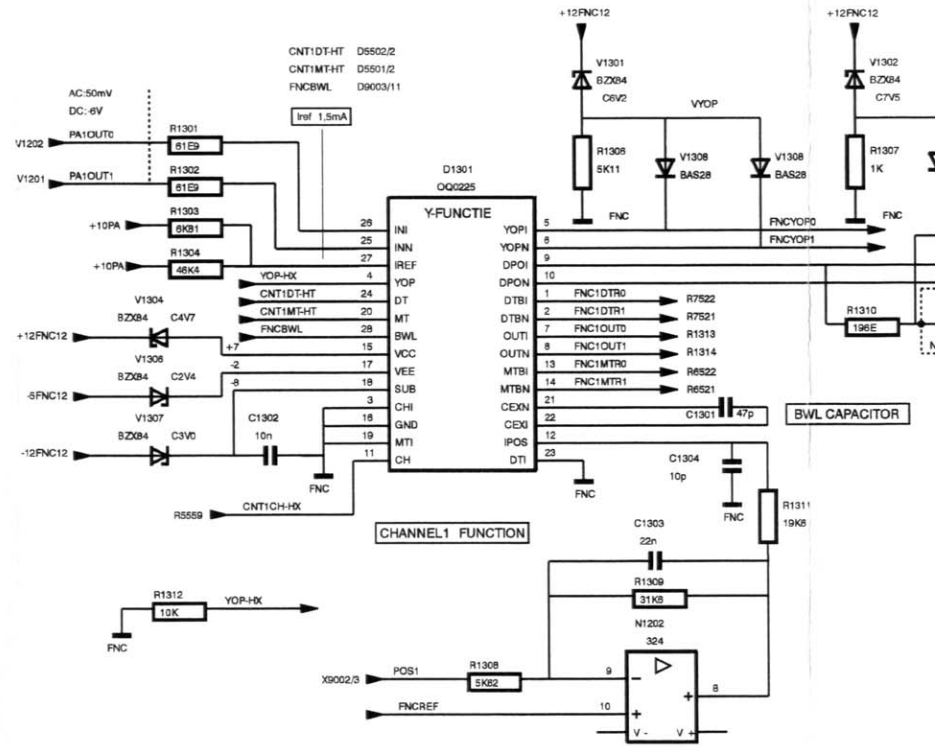 +12FNC12
+12FNC12
CNT1DT-HT D5502/2
CNT1MT-HT D5501/2
FNCBWL D9003/11
V1301
BZX84
C6V2
V1302
BZX84
C7V5
AC:50mV
DC:-6V
Iref 1,5mA
VYOP
V1202 PA1OUT0
R1301
61E9
V1201 PA1OUT1
R1302
61E9
+10PA
R1303
6K81
+10PA
R1304
46K4
R1306
5K11
V1308
BAS28
V1308
BAS28
R1307
1K
FNC
FNC
D1301
OQ0225
Y-FUNCTIE
26 INI
25 INN
27 IREF
YOP-HX 4 YOP
CNT1DT-HT 24 DT
CNT1MT-HT 20 MT
FNCBWL 28 BWL
15 VCC
17 VEE
18 SUB
3 CHI
16 GND
19 MTI
11 CH
YOPI 5 FNCYOP0
YOPN 6 FNCYOP1
DPOI 9
DPON 10
DTBI 1 FNC1DTR0 R7522
DTBN 2 FNC1DTR1 R7521
OUTI 7 FNC1OUT0 R1313
OUTN 8 FNC1OUT1 R1314
MTBI 13 FNC1MTR0 R6522
MTBN 14 FNC1MTR1 R6521
CEXN 21
CEXI 22
IPOS 12
DTI 23
V1304
BZX84 C4V7
+12FNC12
+7
V1306
BZX84 C2V4
-5FNC12
-2
-8
V1307
BZX84 C3V0
-12FNC12
C1302
10n
FNC
R5559 CNT1CH-HX
R1310
196E
N
C1301 47p
BWL CAPACITOR
C1304
10p
FNC
FNC
R1311
19K6
CHANNEL1 FUNCTION
C1303
22n
R1309
31K6
R1312
10K
YOP-HX
FNC
N1202
324
X9002/3 POS1
R1308
5K62
9 -
+ 8
FNCREF 10 +
V - V +